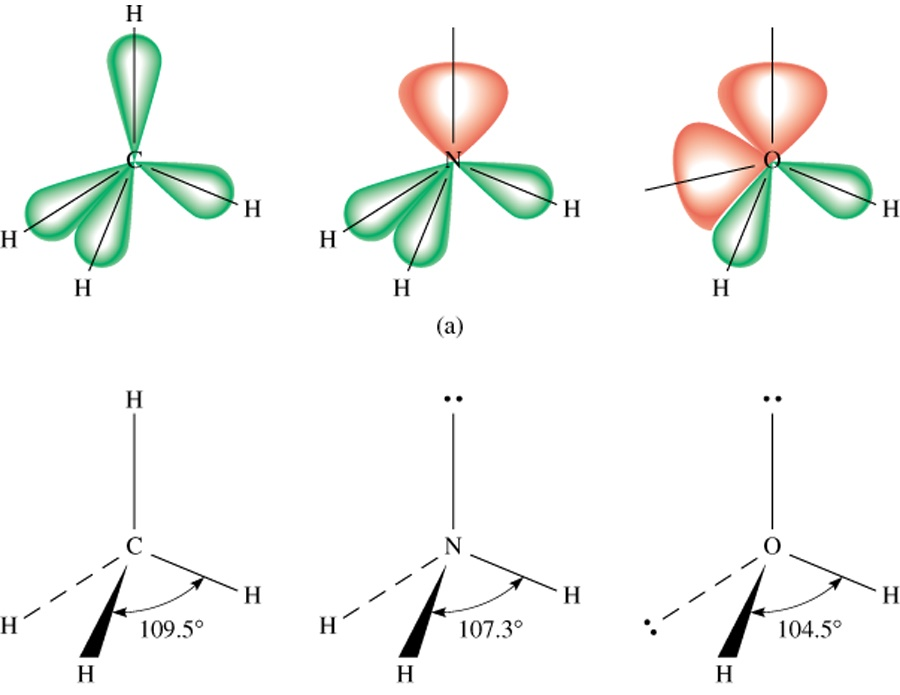 H
C N O
H H H
H H
H H H
(a)
H •• ••
C N O
H H H
H H ••
109.5° 107.3° 104.5°
H H H